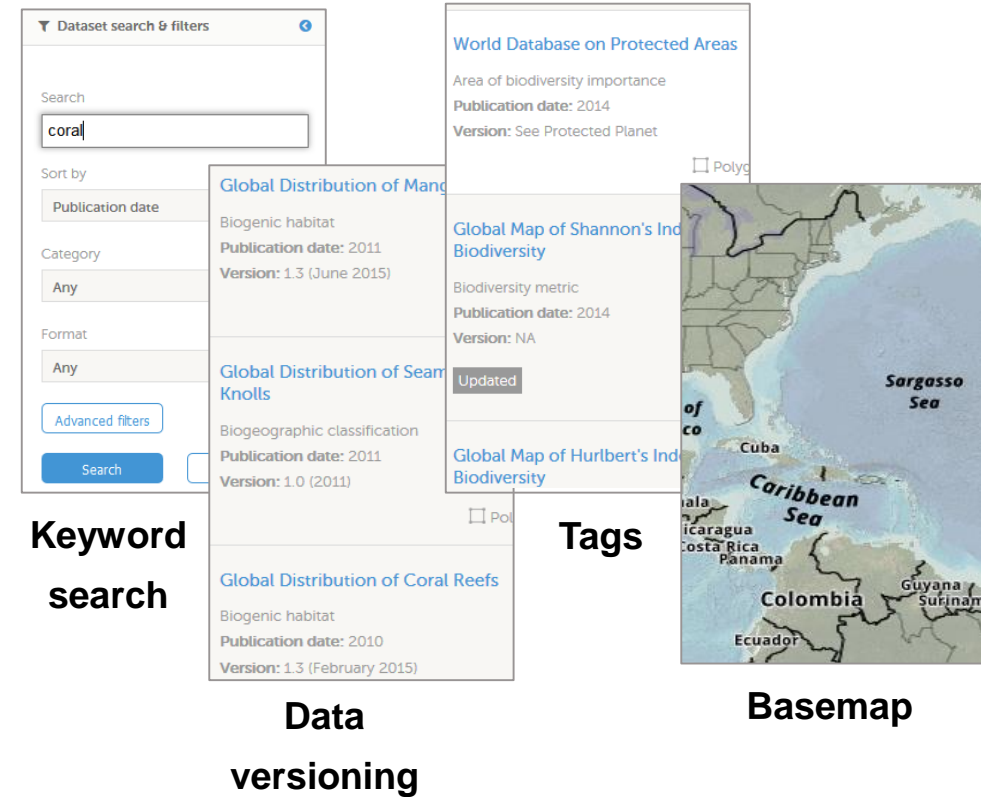 Dataset search & filters
Search
coral
Sort by
Publication date
Category
Any
Format
Any
Advanced filters
Search
Keyword
search
Global Distribution of Mang
Biogenic habitat
Publication date: 2011
Version: 1.3 (June 2015)
Global Distribution of Seam
Knolls
Biogeographic classification
Publication date: 2011
Version: 1.0 (2011)
Pol
Global Distribution of Coral Reefs
Biogenic habitat
Publication date: 2010
Version: 1.3 (February 2015)
Data
versioning
World Database on Protected Areas
Area of biodiversity importance
Publication date: 2014
Version: See Protected Planet
Polyg
Global Map of Shannon's Ind
Biodiversity
Biodiversity metric
Publication date: 2014
Version: NA
Updated
Global Map of Hurlbert's Inde
Biodiversity
Tags
Sargasso
Sea
of
co
Cuba
Caribbean
Sea
ala
icaragua
Costa Rica
Panama
Colombia
Guyana
Surinam
Ecuador
Basemap